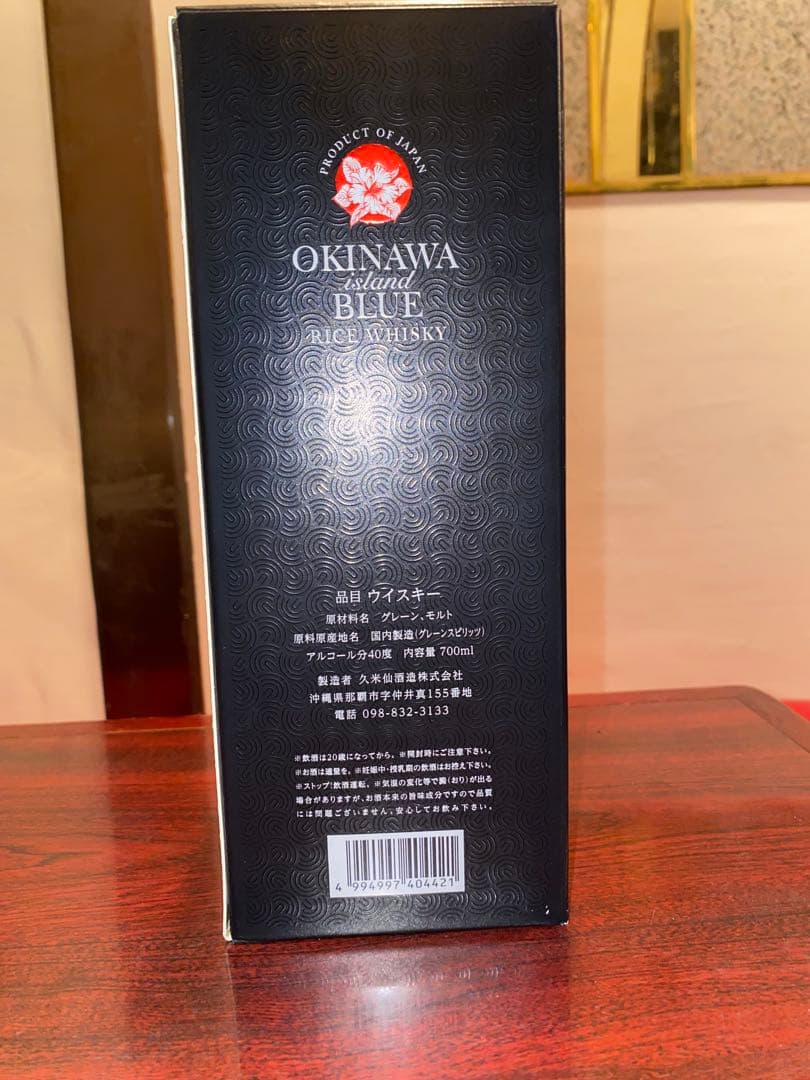 PRODUCT OF JAPAN
OKINAWA
island
BLUE
RICE WHISKY
品目 ウイスキー
原材料名 グレーン、モルト
原料原産地名 国内製造(グレーンスピリッツ)
アルコール分40度 内容量 700ml
製造者 久米仙酒造株式会社
沖縄県那覇市字仲井真155番地
電話 098-832-3133
※飲酒は20歳になってから。※開封時にご注意下さい。
※お酒は適量を。※妊娠中・授乳期の飲酒はお控え下さい。
※ストップ!飲酒運転。※気温の変化等で澱(おり)が出る
場合がありますが、お酒本来の旨味成分ですので品質
には問題ございません。安心してお飲み下さい。
4 994997 404421